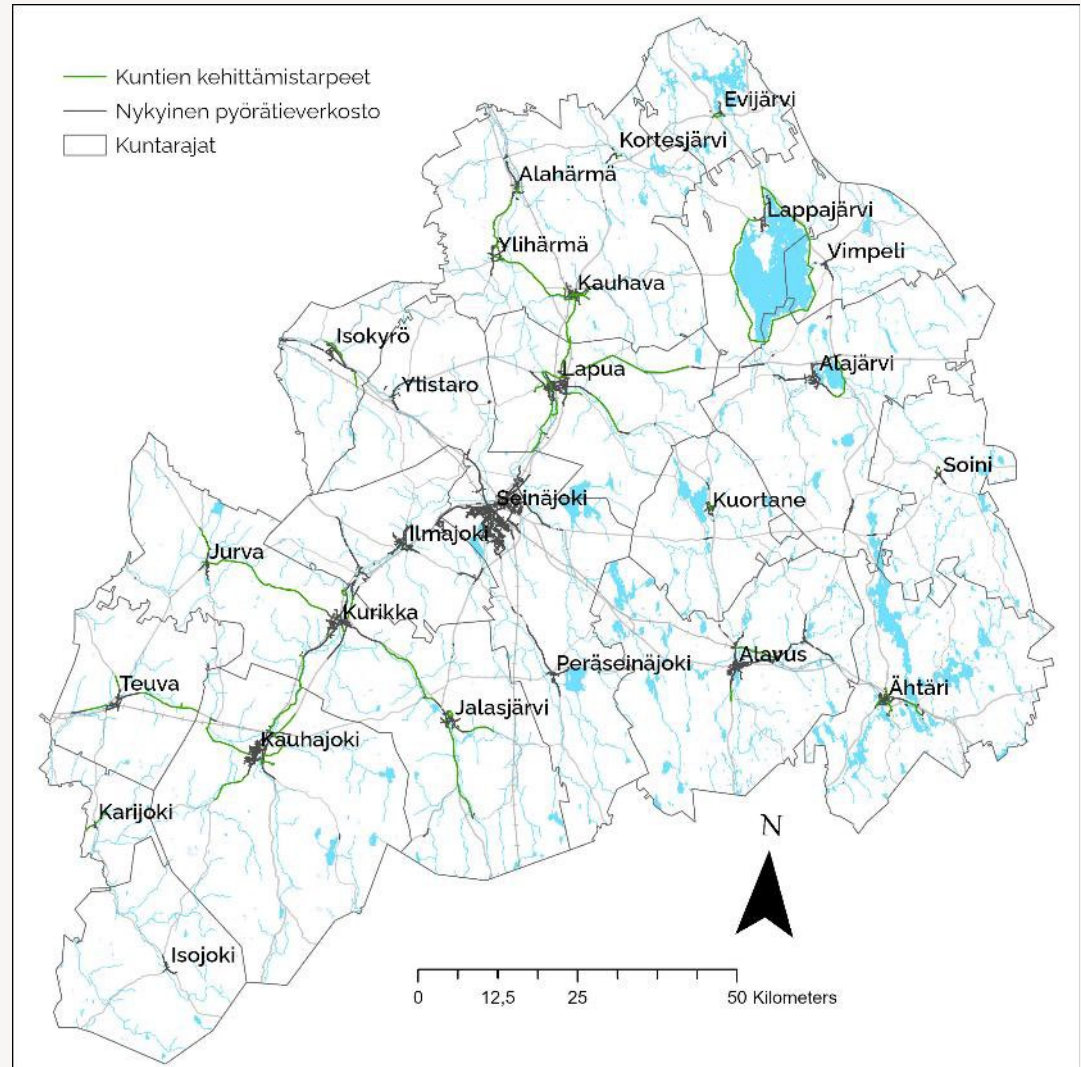 Kuntien kehittämistarpeet
Nykyinen pyörätieverkosto
Kuntarajat
Evijärvi
Kortesjärvi
Alahärmä
Lappajärvi
Ylihärmä
Vimpeli
Kauhava
Isokyrö
Lapua
Alajärvi
Ylistaro
Soini
Seinäjoki
Kuortane
Ilmajoki
Jurva
Kurikka
Alavus
Peräseinäjoki
Teuva
Ähtäri
Jalasjärvi
Kauhajoki
Karijoki
N
Isojoki
0 12,5 25 50 Kilometers